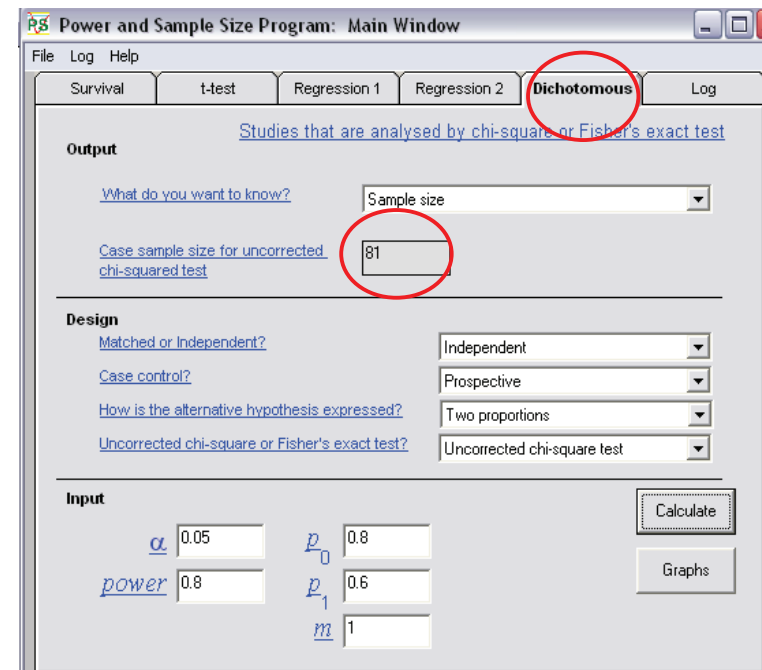 PS Power and Sample Size Program: Main Window
File Log Help
Survival t-test Regression 1 Regression 2 Dichotomous Log
Studies that are analysed by chi-square or Fisher's exact test
Output
What do you want to know? Sample size
Case sample size for uncorrected 81
chi-squared test
Design
Matched or Independent? Independent
Case control? Prospective
How is the alternative hypothesis expressed? Two proportions
Uncorrected chi-square or Fisher's exact test? Uncorrected chi-square test
Input
Calculate
α 0.05 p0 0.8
power 0.8 p1 0.6
Graphs
m 1